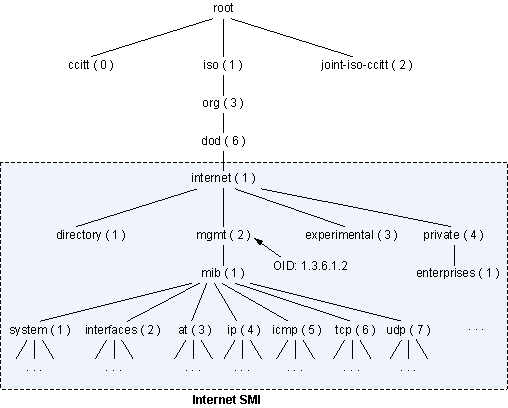 root
ccitt ( 0 ) iso ( 1 ) joint-iso-ccitt ( 2 )
org ( 3 )
dod ( 6 )
internet ( 1 )
directory ( 1 ) mgmt ( 2 ) experimental ( 3 ) private ( 4 )
OID: 1.3.6.1.2
mib ( 1 ) enterprises ( 1 )
system ( 1 ) interfaces ( 2 ) at ( 3 ) ip ( 4 ) icmp ( 5 ) tcp ( 6 ) udp ( 7 ) . . .
. . . . . . . . . . . . . . . . . . . . .
Internet SMI